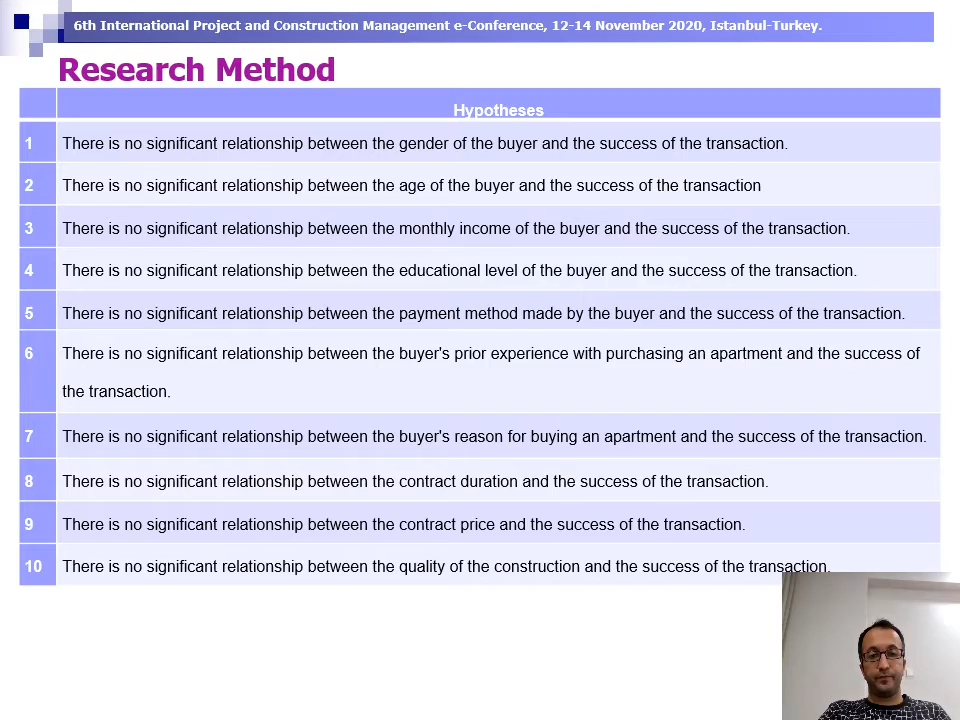 6th International Project and Construction Management e-Conference, 12-14 November 2020, Istanbul-Turkey.
Research Method
Hypotheses
1 There is no significant relationship between the gender of the buyer and the success of the transaction.
2 There is no significant relationship between the age of the buyer and the success of the transaction
3 There is no significant relationship between the monthly income of the buyer and the success of the transaction.
4 There is no significant relationship between the educational level of the buyer and the success of the transaction.
5 There is no significant relationship between the payment method made by the buyer and the success of the transaction.
6 There is no significant relationship between the buyer's prior experience with purchasing an apartment and the success of
the transaction.
7 There is no significant relationship between the buyer's reason for buying an apartment and the success of the transaction.
8 There is no significant relationship between the contract duration and the success of the transaction.
9 There is no significant relationship between the contract price and the success of the transaction.
10 There is no significant relationship between the quality of the construction and the success of the transaction.